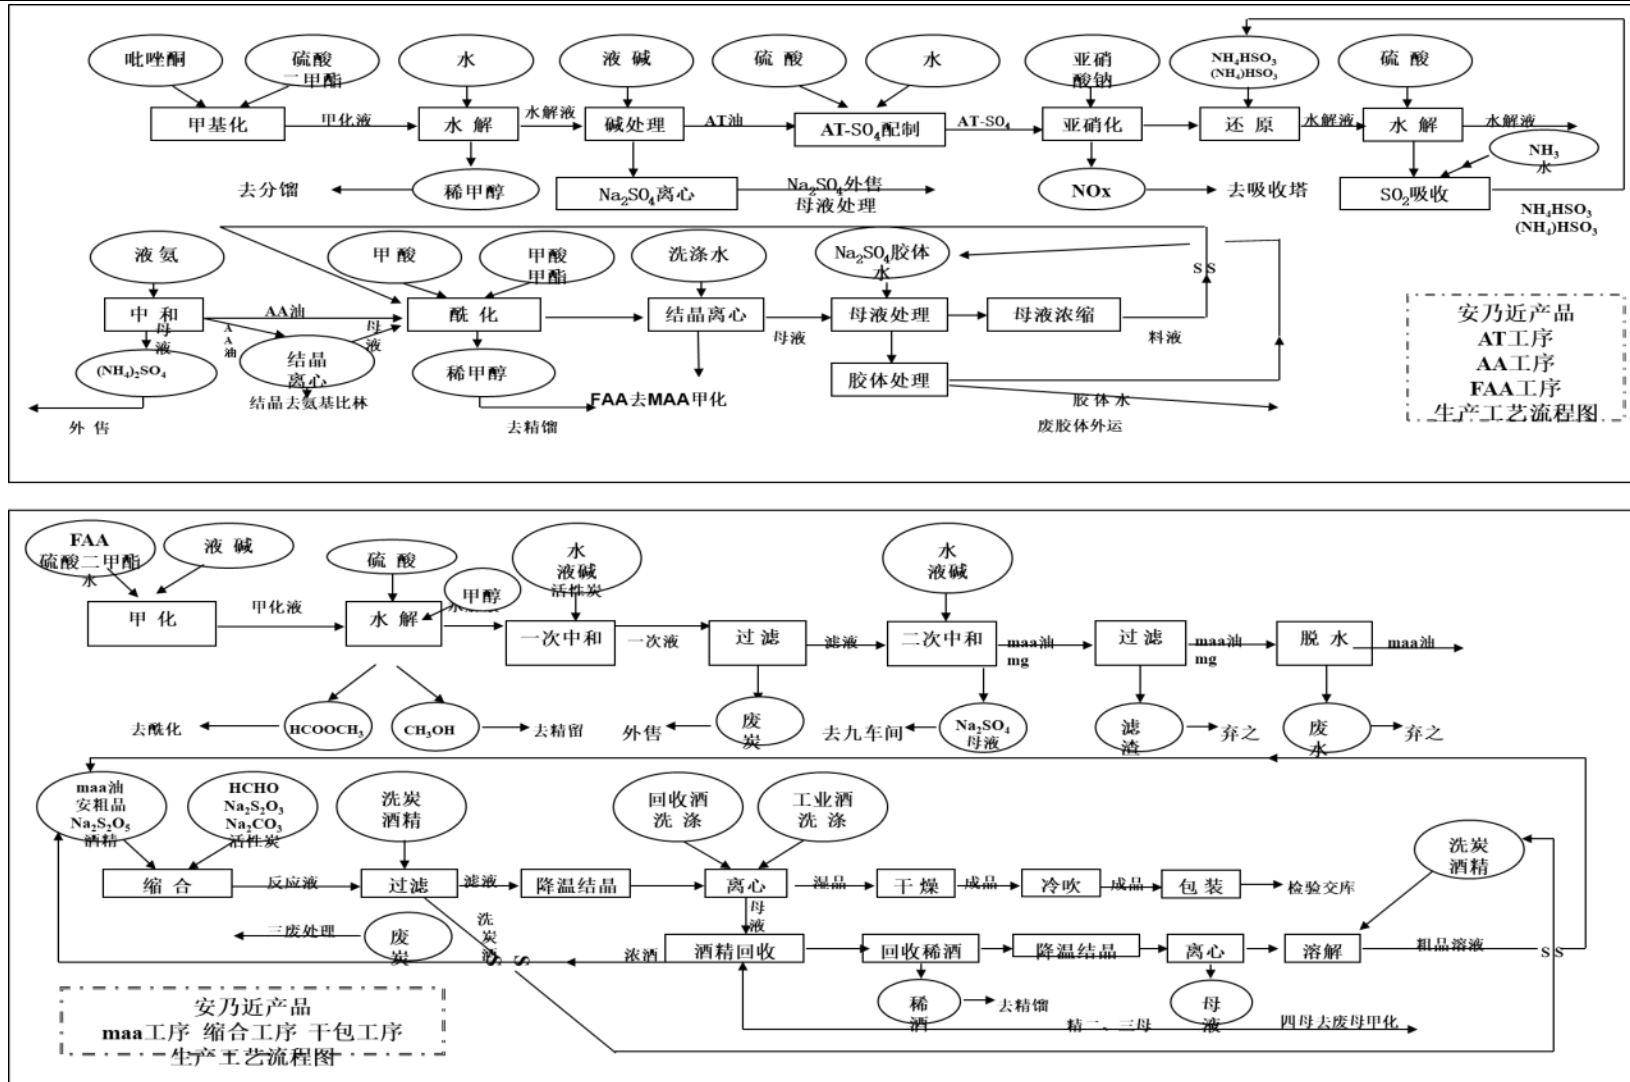 吡唑酮
硫酸
二甲酯
水
液碱
硫酸
水
亚硝
酸钠
NH₄HSO₃
(NH₄)HSO₃
硫酸
甲基化
甲化液
水解
水解液
碱处理
AT油
AT-SO₄配制
AT-SO₄
亚硝化
还原
水解液
水解
水解液
NH₃
水
去分馏
稀甲醇
Na₂SO₄离心
Na₂SO₄外售
母液处理
NOx
去吸收塔
SO₂吸收
NH₄HSO₃
(NH₄)HSO₃
液氨
甲酸
甲酸
甲酯
洗涤水
Na₂SO₄胶体
水
S S
中和
AA油
酰化
结晶离心
母液
母液处理
母液浓缩
料液
母
液
A
A
油
母
液
(NH₄)₂SO₄
结晶
离心
稀甲醇
胶体处理
结晶去氨基比林
FAA去MAA甲化
胶体水
外售
去精馏
废胶体外运
安乃近产品
AT工序
AA工序
FAA工序
生产工艺流程图
FAA
硫酸二甲酯
水
液碱
硫酸
甲醇
水
液碱
活性炭
水
液碱
甲化
甲化液
水解
一次中和
一次液
过滤
滤液
二次中和
maa油
mg
过滤
maa油
mg
脱水
maa油
去酰化
HCOOCH₃
CH₃OH
去精留
外售
废
炭
去九车间
Na₂SO₄
母液
滤
渣
弃之
废
水
弃之
maa油
安粗品
Na₂S₂O₅
酒精
HCHO
Na₂S₂O₃
Na₂CO₃
活性炭
洗炭
酒精
回收酒
洗涤
工业酒
洗涤
洗炭
酒精
缩合
反应液
过滤
滤液
降温结晶
离心
湿品
干燥
成品
冷吹
成品
包装
检验交库
母
液
三废处理
废
炭
洗
炭
酒
S S
浓酒
酒精回收
回收稀酒
降温结晶
离心
溶解
粗品溶液
S S
稀
酒
去精馏
母
液
精二、三母
四母去废母甲化
安乃近产品
maa工序 缩合工序 干包工序
生产工艺流程图